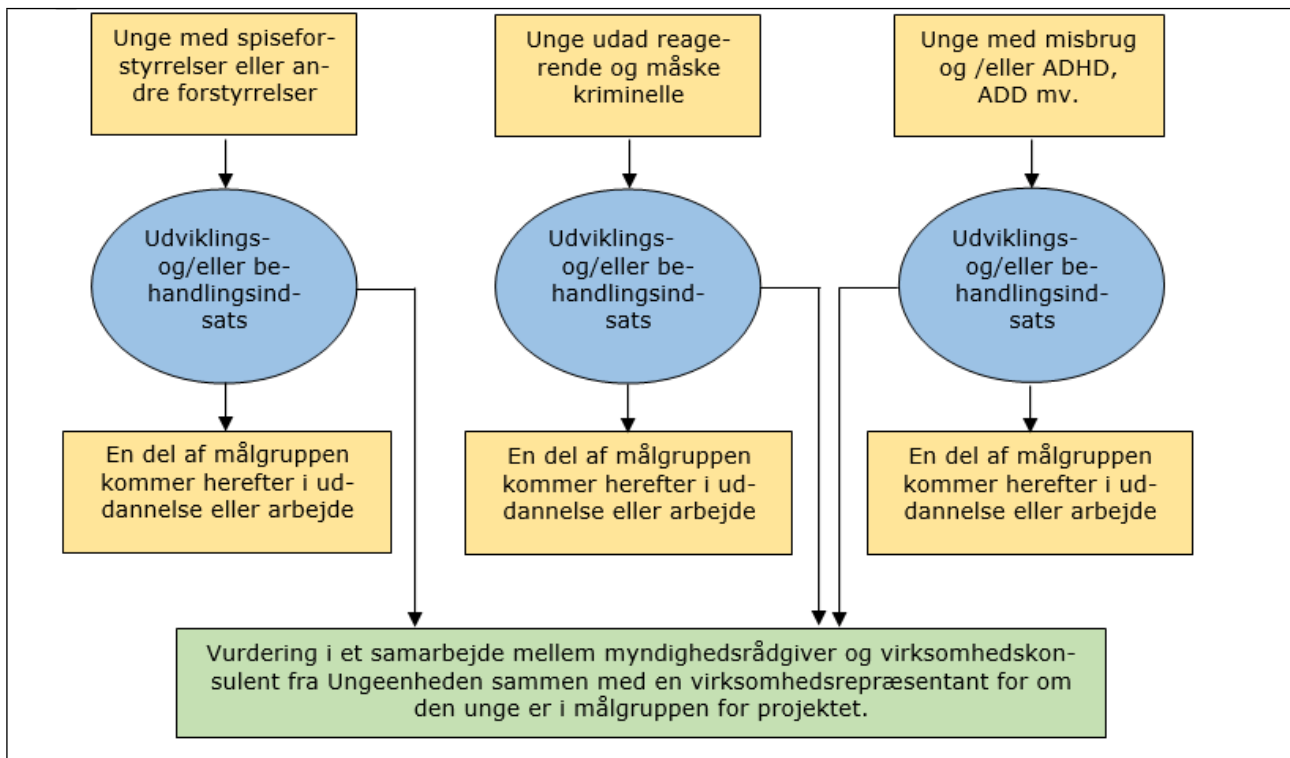 Unge med spisefor-
styrrelser eller an-
dre forstyrrelser
Unge udad reage-
rende og måske
kriminelle
Unge med misbrug
og /eller ADHD,
ADD mv.
Udviklings-
og/eller be-
handlingsind-
sats
Udviklings-
og/eller be-
handlingsind-
sats
Udviklings-
og/eller be-
handlingsind-
sats
En del af målgruppen
kommer herefter i ud-
dannelse eller arbejde
En del af målgruppen
kommer herefter i ud-
dannelse eller arbejde
En del af målgruppen
kommer herefter i ud-
dannelse eller arbejde
Vurdering i et samarbejde mellem myndighedsrådgiver og virksomhedskon-
sulent fra Ungeenheden sammen med en virksomhedsrepræsentant for om
den unge er i målgruppen for projektet.